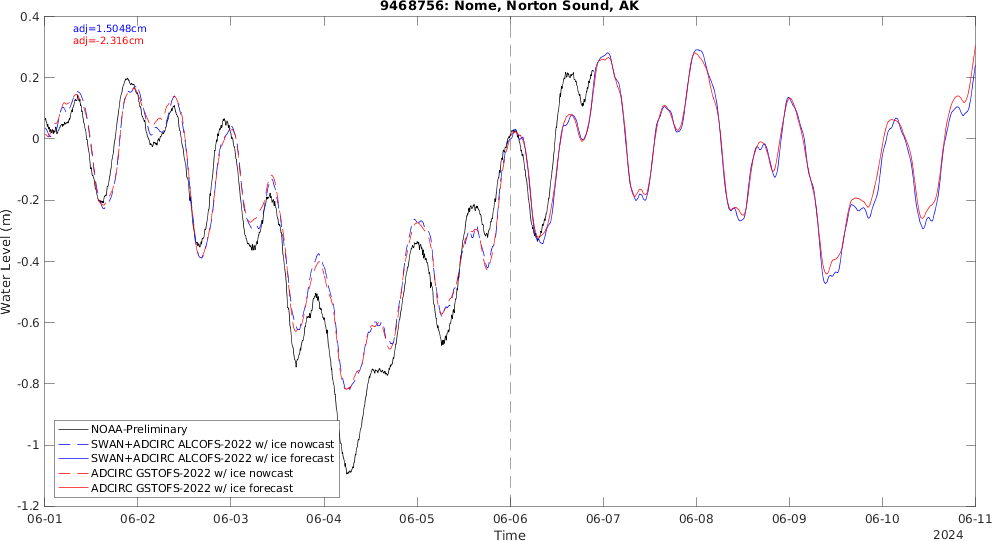 9468756: Nome, Norton Sound, AK
adj=1.5048cm
adj=-2.316cm
0.4
0.2
0
-0.2
-0.4
-0.6
-0.8
-1
-1.2
Water Level (m)
NOAA-Preliminary
SWAN+ADCIRC ALCOFS-2022 w/ ice nowcast
SWAN+ADCIRC ALCOFS-2022 w/ ice forecast
ADCIRC GSTOFS-2022 w/ ice nowcast
ADCIRC GSTOFS-2022 w/ ice forecast
06-01 06-02 06-03 06-04 06-05 06-06 06-07 06-08 06-09 06-10 06-11
Time
2024